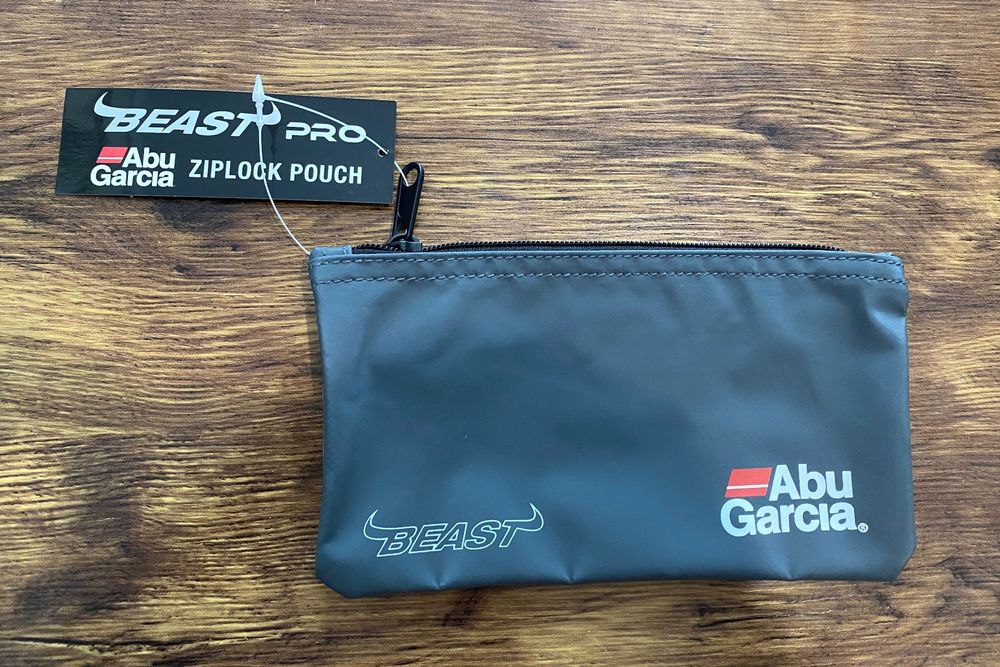 BEAST PRO
Abu
Garcia
ZIPLOCK POUCH
BEAST
Abu
Garcia®